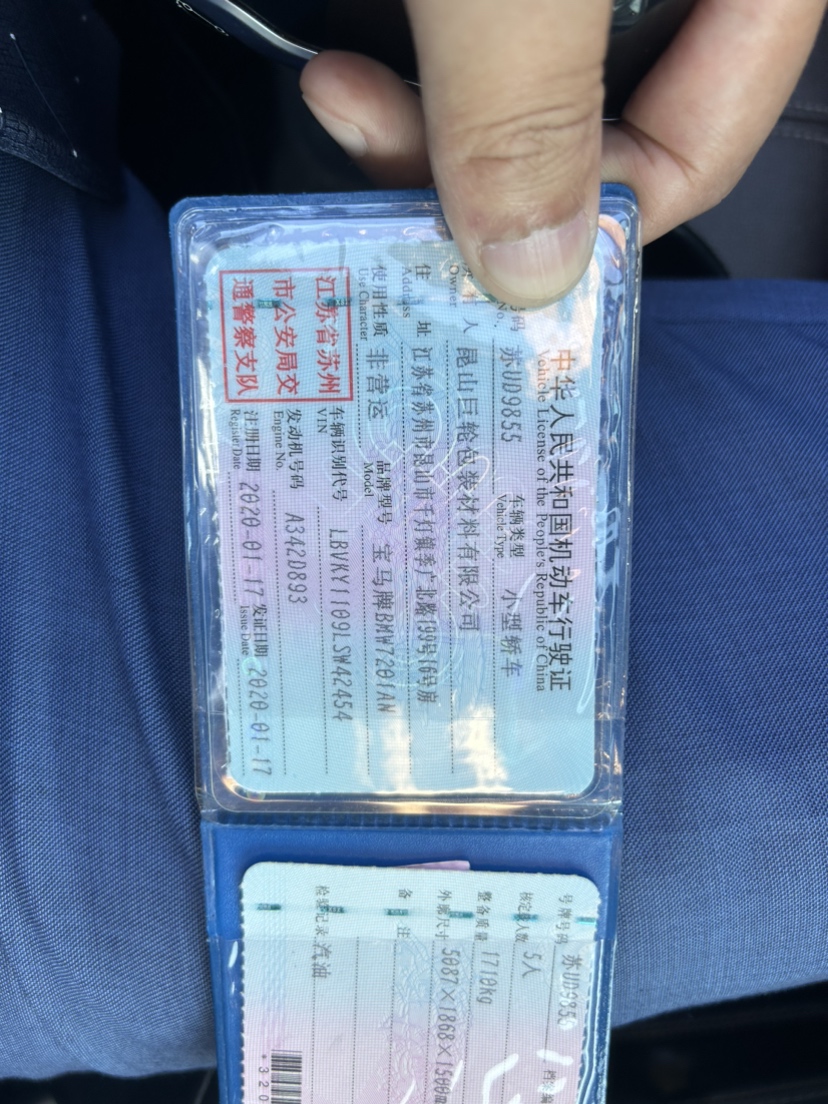 中华人民共和国机动车行驶证
Vehicle License of the People's Republic of China
号码 苏UD9855 车辆类型 小型轿车
No. Vehicle Type
人 昆山巨轮包装材料有限公司
Owner
住 址 江苏省苏州市昆山市千灯镇季广北路199号16号房
Address
使用性质 非营运 品牌型号 宝马牌BMW7201AN
Use Character Model
江苏省苏州
市公安局交
通警察支队
车辆识别代号 LBVKY1109LSW42454
VIN
发动机号码 A342D893
Engine No.
注册日期 2020-01-17 发证日期 2020-01-17
Register Date Issue Date
号牌号码 苏UD985
核定载人数 5人
整备质量 1710kg
外廓尺寸 5087×1868×1500
备 注
检验记录 汽油
*320